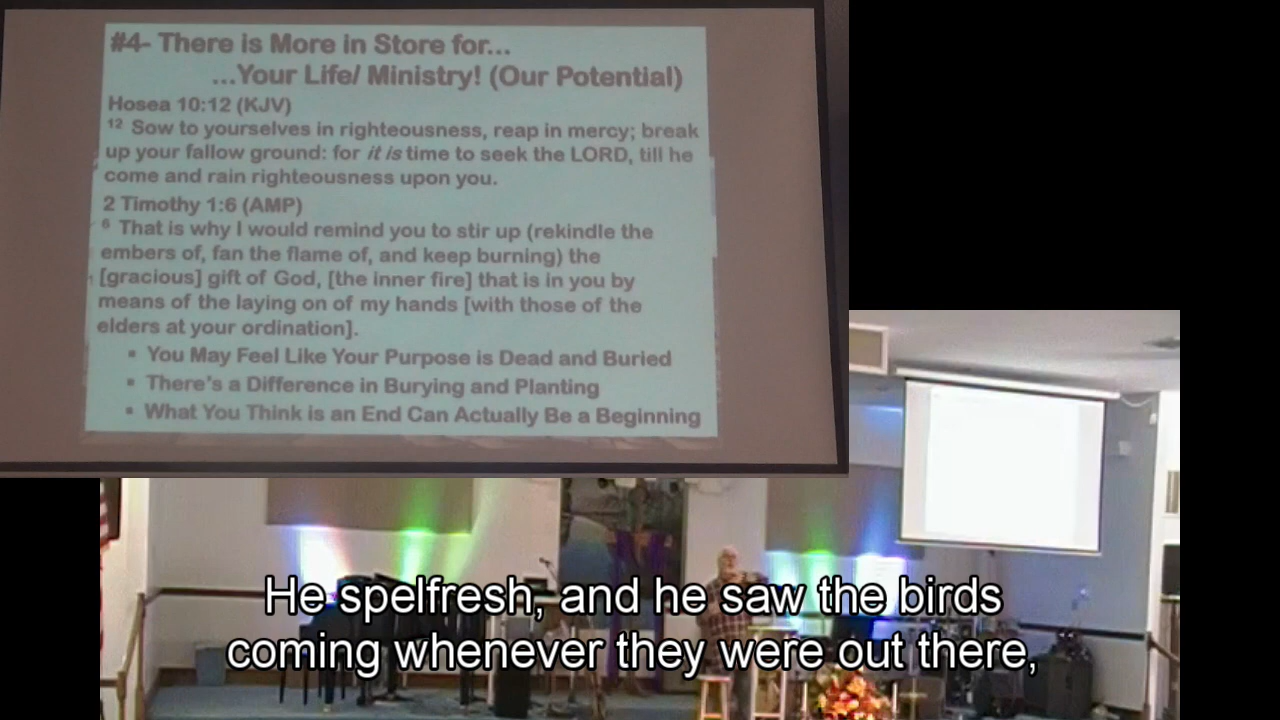 #4- There is More in Store for...
...Your Life/ Ministry! (Our Potential)
Hosea 10:12 (KJV)
12 Sow to yourselves in righteousness, reap in mercy; break
up your fallow ground: for it is time to seek the LORD, till he
come and rain righteousness upon you.
2 Timothy 1:6 (AMP)
6 That is why I would remind you to stir up (rekindle the
embers of, fan the flame of, and keep burning) the
[gracious] gift of God, [the inner fire] that is in you by
means of the laying on of my hands [with those of the
elders at your ordination].
▪ You May Feel Like Your Purpose is Dead and Buried
▪ There's a Difference in Burying and Planting
▪ What You Think is an End Can Actually Be a Beginning
He spelfresh, and he saw the birds
coming whenever they were out there,